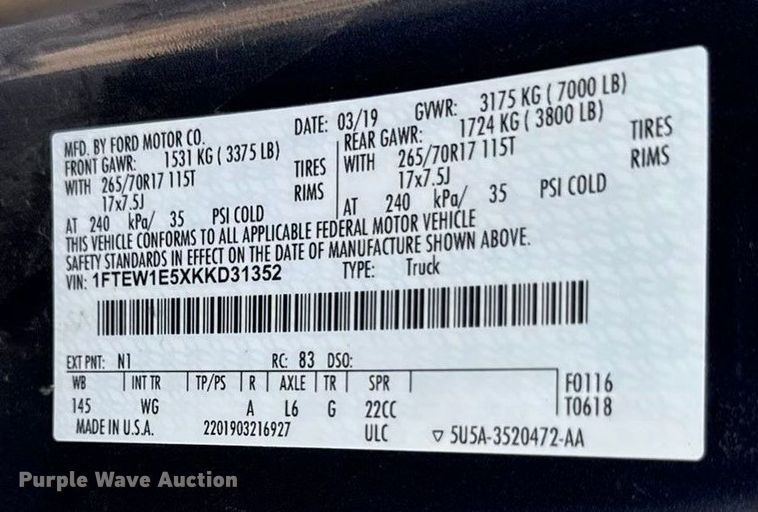 MFD. BY FORD MOTOR CO. DATE: 03/19 GVWR: 3175 KG ( 7000 LB)
FRONT GAWR: 1531 KG ( 3375 LB) REAR GAWR: 1724 KG ( 3800 LB)
WITH 265/70R17 115T TIRES WITH 265/70R17 115T TIRES
17x7.5J RIMS 17x7.5J RIMS
AT 240 kPa/ 35 PSI COLD AT 240 kPa/ 35 PSI COLD
THIS VEHICLE CONFORMS TO ALL APPLICABLE FEDERAL MOTOR VEHICLE
SAFETY STANDARDS IN EFFECT ON THE DATE OF MANUFACTURE SHOWN ABOVE.
VIN: 1FTEW1E5XKKD31352 TYPE: Truck
EXT PNT: N1 RC: 83 DSO:
WB INT TR TP/PS R AXLE TR SPR F0116
145 WG A L6 G 22CC T0618
MADE IN U.S.A. 2201903216927 ULC ▽ 5U5A-3520472-AA
Purple Wave Auction